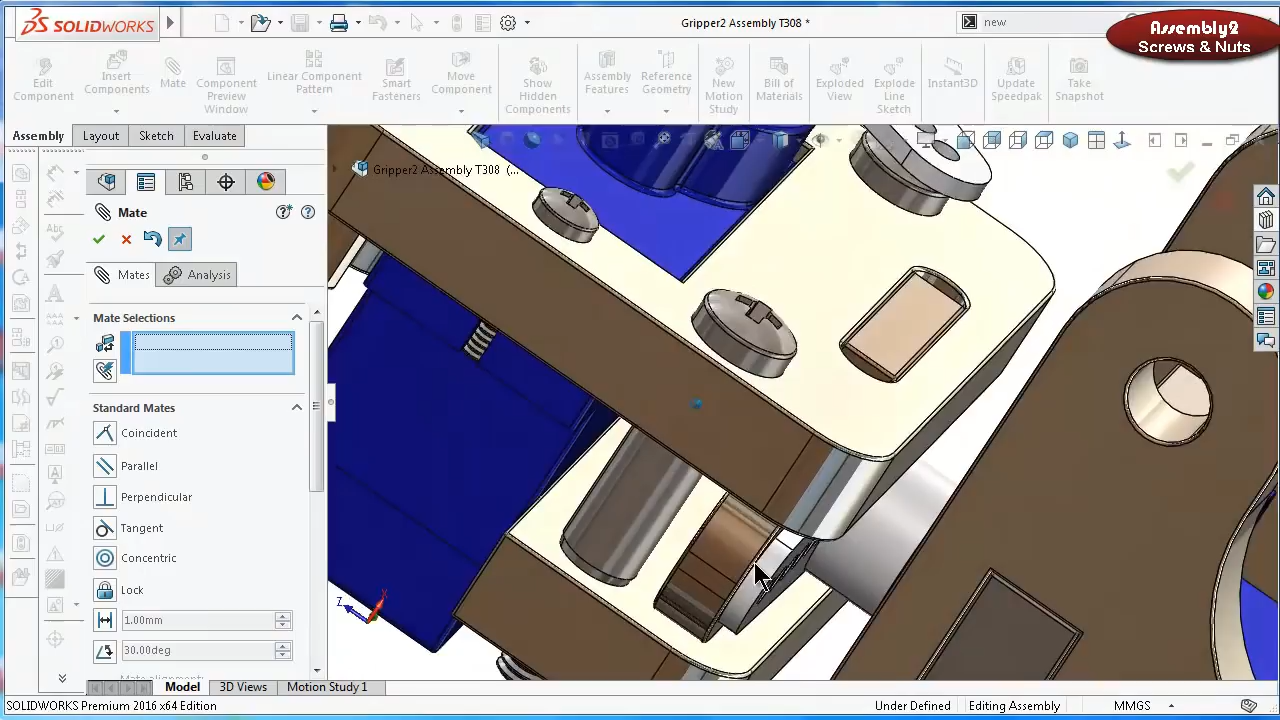 SOLIDWORKS
Gripper2 Assembly T308 *
new
Assembly2
Screws & Nuts
Edit Component
Insert Components
Mate
Component Preview Window
Linear Component Pattern
Smart Fasteners
Move Component
Show Hidden Components
Assembly Features
Reference Geometry
New Motion Study
Bill of Materials
Exploded View
Explode Line Sketch
Instant3D
Update Speedpak
Take Snapshot
Assembly
Layout
Sketch
Evaluate
Gripper2 Assembly T308 (...
Mate
Mates
Analysis
Mate Selections
Standard Mates
Coincident
Parallel
Perpendicular
Tangent
Concentric
Lock
1.00mm
30.00deg
Mate alignment:
Z
X
Model
3D Views
Motion Study 1
SOLIDWORKS Premium 2016 x64 Edition
Under Defined
Editing Assembly
MMGS